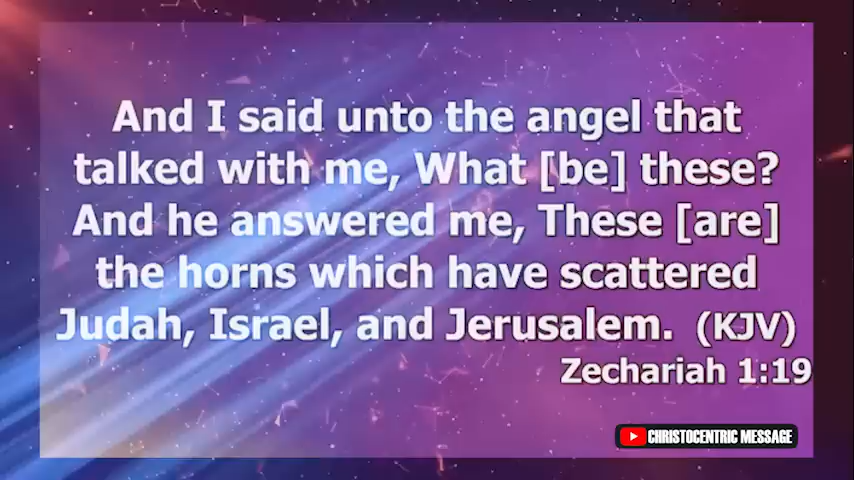 And I said unto the angel that
talked with me, What [be] these?
And he answered me, These [are]
the horns which have scattered
Judah, Israel, and Jerusalem. (KJV)
Zechariah 1:19
CHRISTOCENTRIC MESSAGE